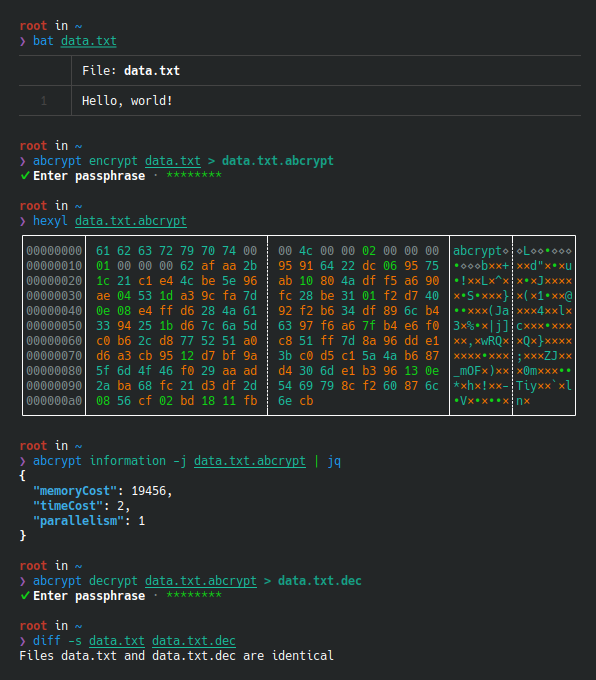 root in ~
❯ bat data.txt
File: data.txt
1 Hello, world!
root in ~
❯ abcrypt encrypt data.txt > data.txt.abcrypt
✔ Enter passphrase · ********
root in ~
❯ hexyl data.txt.abcrypt
00000000 61 62 63 72 79 70 74 00 00 4c 00 00 02 00 00 00 abcrypt⋄ ⋄L⋄⋄•⋄⋄⋄
00000010 01 00 00 00 62 af aa 2b 95 91 64 22 dc 06 95 75 •⋄⋄⋄b××+ ××d"×•×u
00000020 1c 21 c1 e4 4c be 5e 96 ab 10 80 4a df f5 a6 90 •!××L×^× ×•×J××××
00000030 ae 04 53 1d a3 9c fa 7d fc 28 be 31 01 f2 d7 40 ×•S•×××} ×(×1•××@
00000040 0e 08 e4 ff d6 28 4a 61 92 f2 b6 34 df 89 6c b4 ••×××(Ja ×××4××l×
00000050 33 94 25 1b d6 7c 6a 5d 63 97 f6 a6 7f b4 e6 f0 3×%•×|j] c×××•×××
00000060 c0 b6 2c d8 77 52 51 a0 c8 51 ff 7d 8a 96 dd e1 ××,×wRQ× ×Q×}××××
00000070 d6 a3 cb 95 12 d7 bf 9a 3b c0 d5 c1 5a 4a b6 87 ××××•××× ;×××ZJ××
00000080 5f 6d 4f 46 f0 29 aa ad d4 30 6d e1 b3 96 13 0e _mOF×)×× ×0m×××••
00000090 2a ba 68 fc 21 d3 df 2d 54 69 79 8c f2 60 87 6c *×h×!××- Tiy××`×l
000000a0 08 56 cf 02 bd 18 11 fb 6e cb •V×•×••× n×
root in ~
❯ abcrypt information -j data.txt.abcrypt | jq
{
"memoryCost": 19456,
"timeCost": 2,
"parallelism": 1
}
root in ~
❯ abcrypt decrypt data.txt.abcrypt > data.txt.dec
✔ Enter passphrase · ********
root in ~
❯ diff -s data.txt data.txt.dec
Files data.txt and data.txt.dec are identical